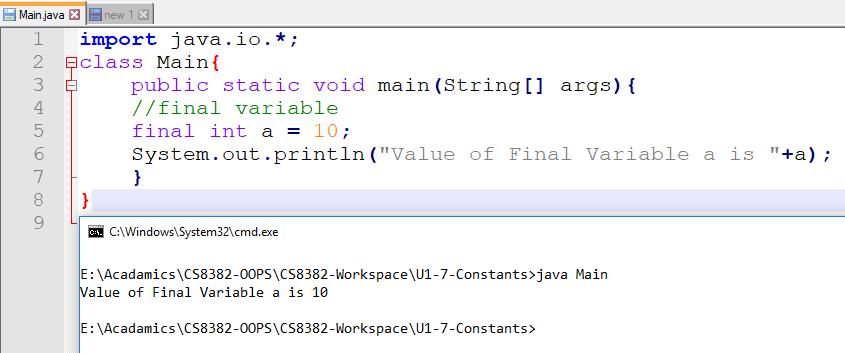 Main.java new 1
1 import java.io.*;
2 class Main{
3 public static void main(String[] args){
4 //final variable
5 final int a = 10;
6 System.out.println("Value of Final Variable a is "+a);
7 }
8 }
9
C:\Windows\System32\cmd.exe
E:\Acadamics\CS8382-OOPS\CS8382-Workspace\U1-7-Constants>java Main
Value of Final Variable a is 10
E:\Acadamics\CS8382-OOPS\CS8382-Workspace\U1-7-Constants>